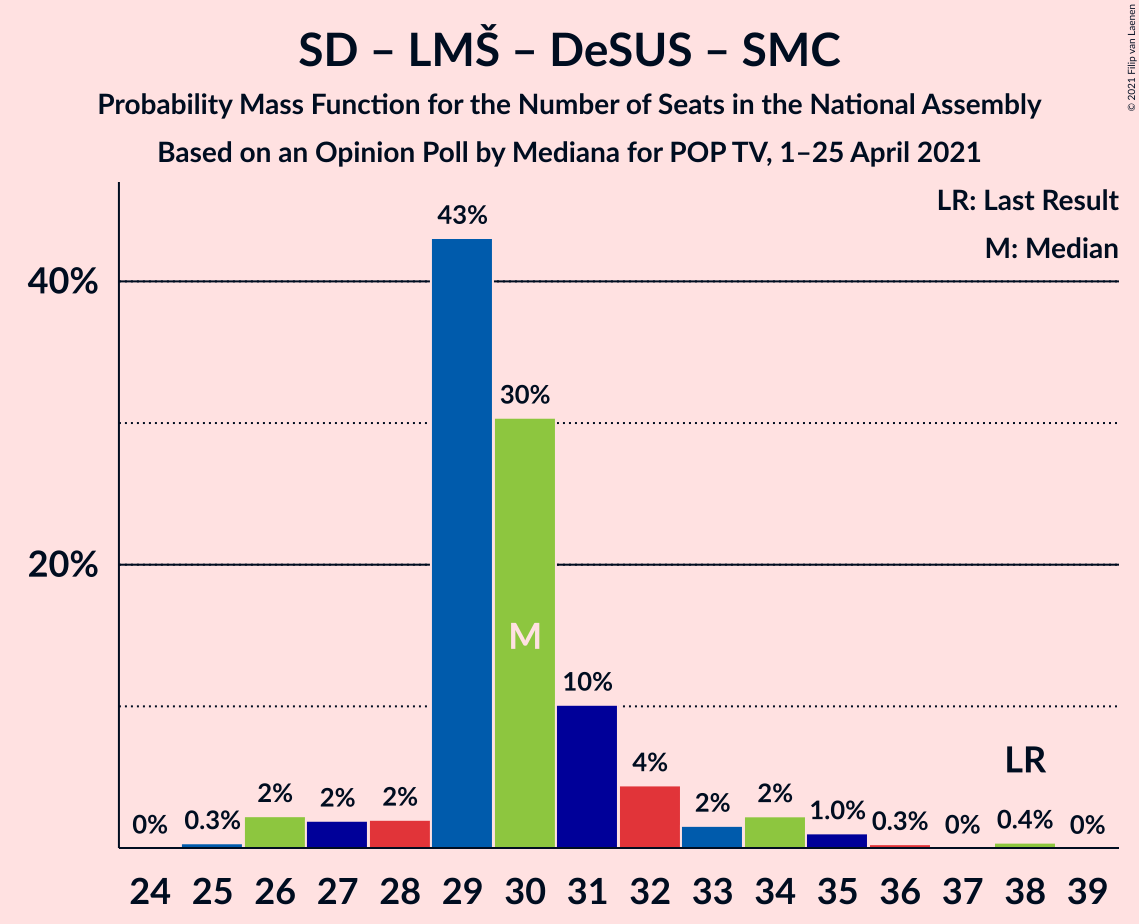 SD – LMŠ – DeSUS – SMC
Probability Mass Function for the Number of Seats in the National Assembly
Based on an Opinion Poll by Mediana for POP TV, 1–25 April 2021
© 2021 Filip van Laenen
LR: Last Result
M: Median
40%
20%
0%
0.3%
2%
2%
2%
43%
30%
10%
4%
2%
2%
1.0%
0.3%
0%
0.4%
0%
M
LR
24 25 26 27 28 29 30 31 32 33 34 35 36 37 38 39